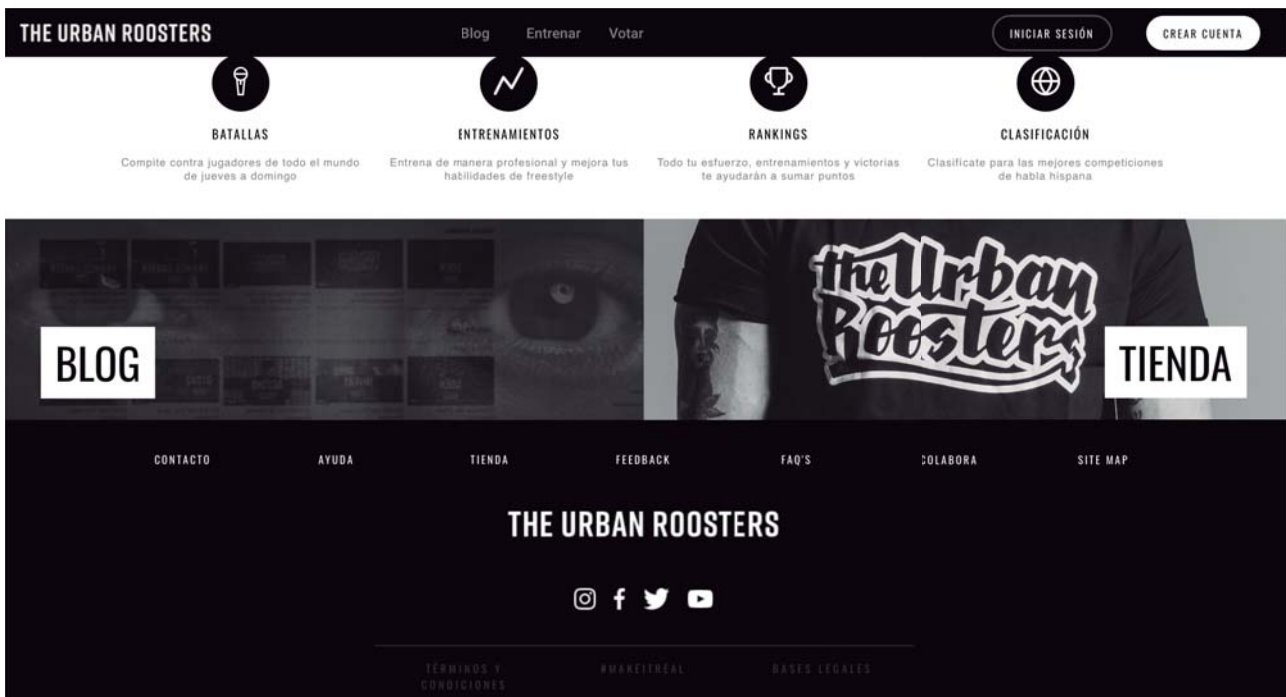 THE URBAN ROOSTERS
Blog Entrenar Votar
INICIAR SESIÓN
CREAR CUENTA
BATALLAS
Compite contra jugadores de todo el mundo
de jueves a domingo
ENTRENAMIENTOS
Entrena de manera profesional y mejora tus
habilidades de freestyle
RANKINGS
Todo tu esfuerzo, entrenamientos y victorias
te ayudarán a sumar puntos
CLASIFICACIÓN
Clasifícate para las mejores competiciones
de habla hispana
BLOG
the Urban
Roosters
TIENDA
CONTACTO AYUDA TIENDA FEEDBACK FAQ'S COLABORA SITE MAP
THE URBAN ROOSTERS
TÉRMINOS Y
CONDICIONES
#MAKEITREAL
BASES LEGALES